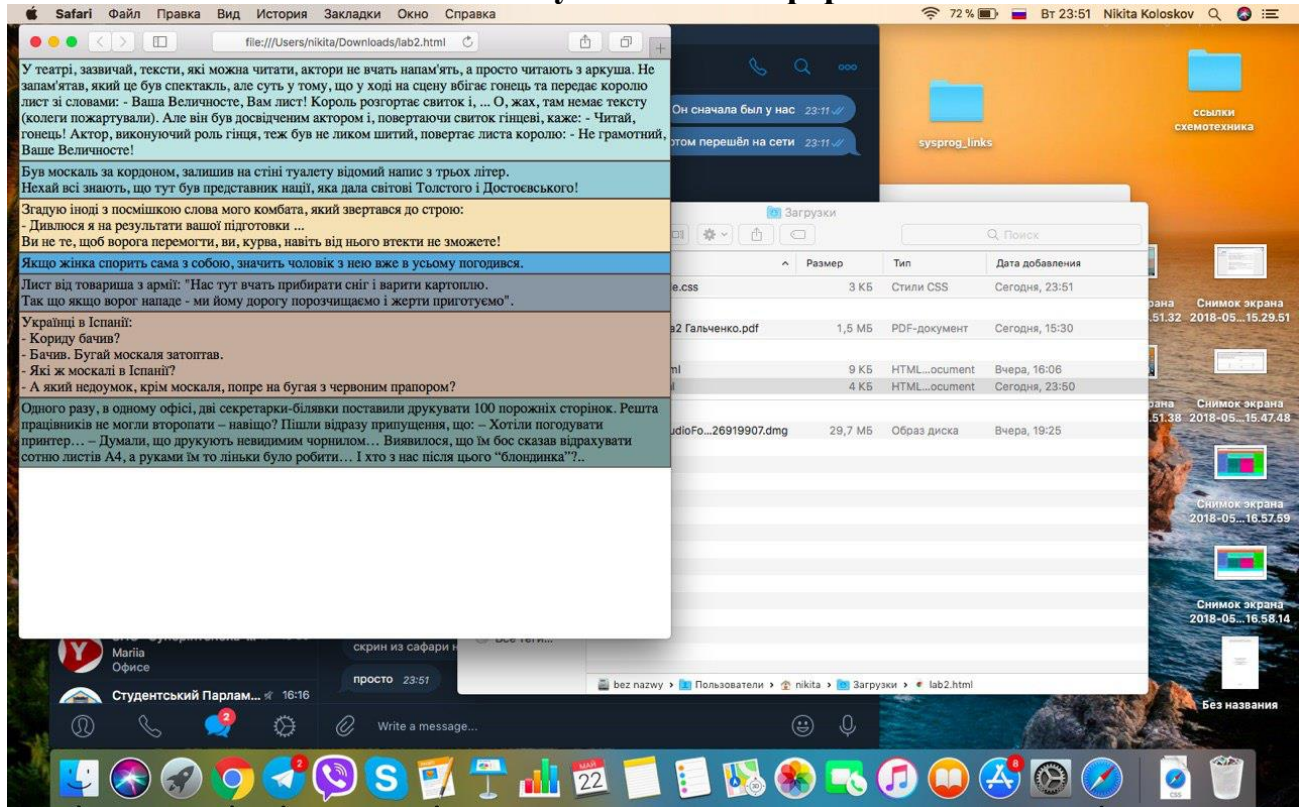 Safari Файл Правка Вид История Закладки Окно Справка
72 % Вт 23:51 Nikita Koloskov
file:///Users/nikita/Downloads/lab2.html
У театрі, зазвичай, тексти, які можна читати, актори не вчать напам'ять, а просто читають з аркуша. Не
запам'ятав, який це був спектакль, але суть у тому, що у ході на сцену вбігає гонець та передає королю
лист зі словами: - Ваша Величносте, Вам лист! Король розгортає свиток і, ... О, жах, там немає тексту
(колеги пожартували). Але він був досвідченим актором і, повертаючи свиток гінцеві, каже: - Читай,
гонець! Актор, виконуючий роль гінця, теж був не ликом шитий, повертає листа королю: - Не грамотний,
Ваше Величносте!
Був москаль за кордоном, залишив на стіні туалету відомий напис з трьох літер.
Нехай всі знають, що тут був представник нації, яка дала світові Толстого і Достоєвського!
Згадую іноді з посмішкою слова мого комбата, який звертався до строю:
- Дивлюся я на результати вашої підготовки ...
Ви не те, щоб ворога перемогти, ви, курва, навіть від нього втекти не зможете!
Якщо жінка спорить сама з собою, значить чоловік з нею вже в усьому погодився.
Лист від товариша з армії: "Нас тут вчать прибирати сніг і варити картоплю.
Так що якщо ворог нападе - ми йому дорогу порозчищаємо і жерти приготуємо".
Українці в Іспанії:
- Кориду бачив?
- Бачив. Бугай москаля затоптав.
- Які ж москалі в Іспанії?
- А який недоумок, крім москаля, попре на бугая з червоним прапором?
Одного разу, в одному офісі, дві секретарки-білявки поставили друкувати 100 порожніх сторінок. Решта
працівників не могли второпати – навіщо? Пішли відразу припущення, що: – Хотіли погодувати
принтер… – Думали, що друкують невидимим чорнилом… Виявилося, що їм бос сказав відрахувати
сотню листів А4, а руками їм то ліньки було робити… І хто з нас після цього “блондинка”?..
Он сначала был у нас 23:11
отом перешёл на сети 23:11
sysprog_links
ссылки
схемотехника
Загрузки
Поиск
Размер Тип Дата добавления
e.css 3 КБ Стили CSS Сегодня, 23:51
а2 Гальченко.pdf 1,5 МБ PDF-документ Сегодня, 15:30
ml 9 КБ HTML...ocument Вчера, 16:06
l 4 КБ HTML...ocument Сегодня, 23:50
udioFo...26919907.dmg 29,7 МБ Образ диска Вчера, 19:25
bez nazwy Пользователи nikita Загрузки lab2.html
рана Снимок экрана
.51.32 2018-05...15.29.51
рана Снимок экрана
.51.38 2018-05...15.47.48
Снимок экрана
2018-05...16.57.59
Снимок экрана
2018-05...16.58.14
Без названия
Mariia
Офисе
Студентський Парлам... 16:16
скрин из сафари н
просто 23:51
Write a message...
2
2
МАЙ
22
8
CSS